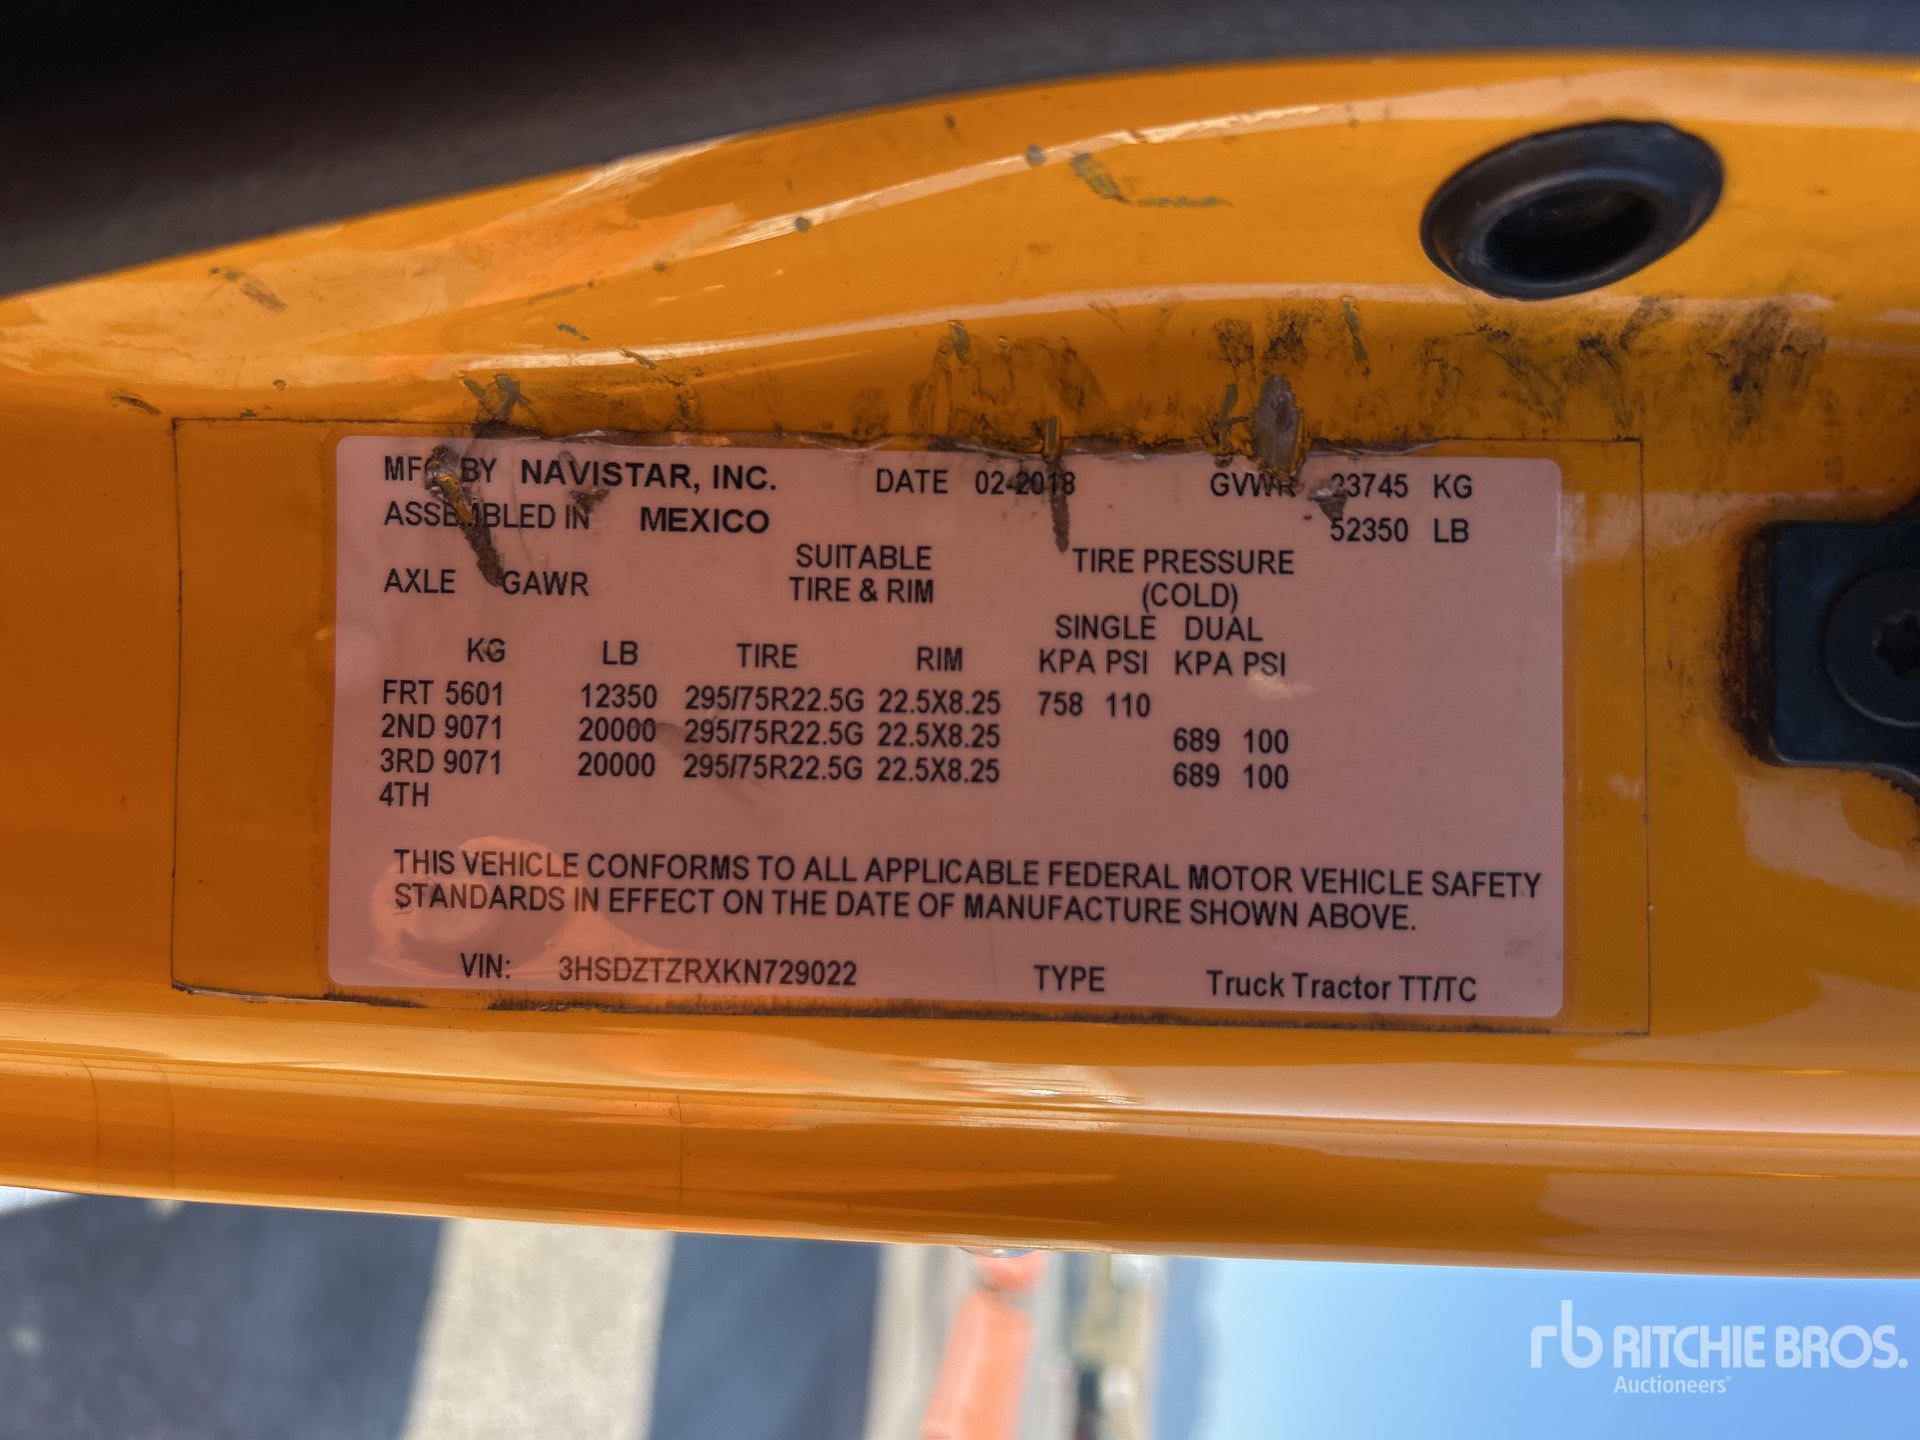 MFG BY NAVISTAR, INC. DATE 02-2018 GVWR 23745 KG
ASSEMBLED IN MEXICO 52350 LB
SUITABLE TIRE PRESSURE
AXLE GAWR TIRE & RIM (COLD)
SINGLE DUAL
KG LB TIRE RIM KPA PSI KPA PSI
FRT 5601 12350 295/75R22.5G 22.5X8.25 758 110
2ND 9071 20000 295/75R22.5G 22.5X8.25 689 100
3RD 9071 20000 295/75R22.5G 22.5X8.25 689 100
4TH
THIS VEHICLE CONFORMS TO ALL APPLICABLE FEDERAL MOTOR VEHICLE SAFETY
STANDARDS IN EFFECT ON THE DATE OF MANUFACTURE SHOWN ABOVE.
VIN: 3HSDZTZRXKN729022 TYPE Truck Tractor TT/TC
rb RITCHIE BROS.
Auctioneers